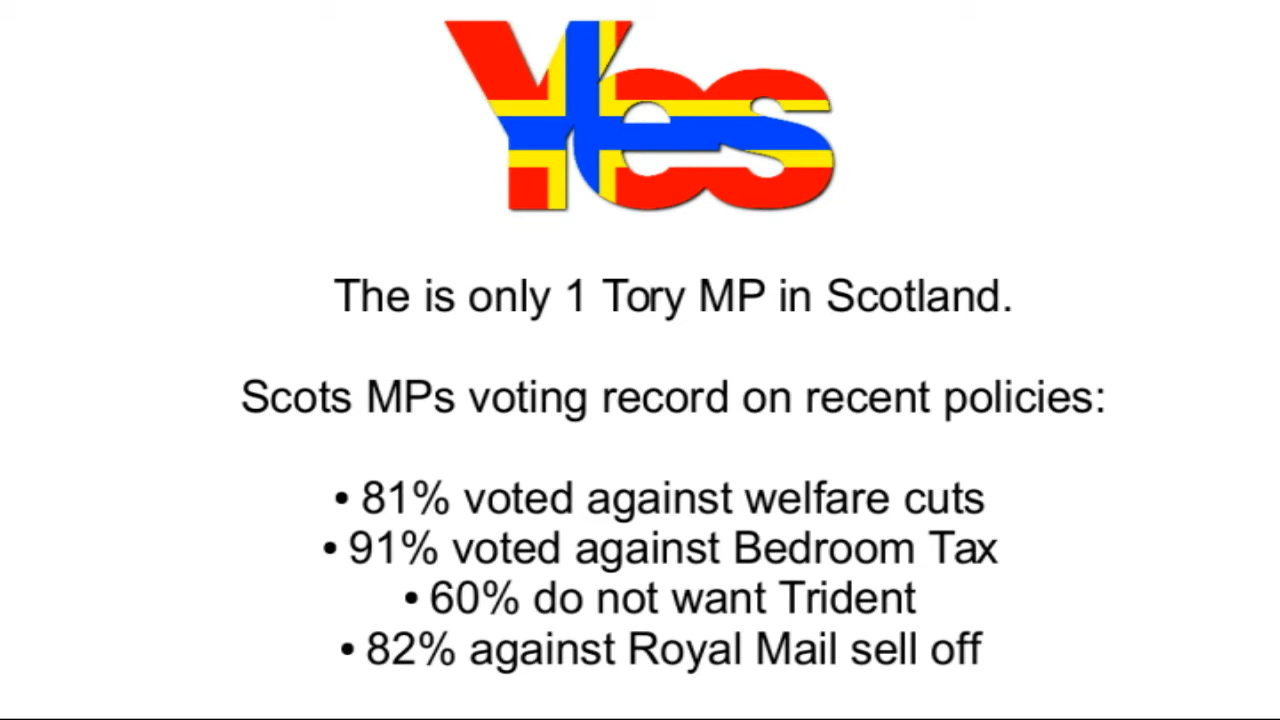 Yes
The is only 1 Tory MP in Scotland.
Scots MPs voting record on recent policies:
• 81% voted against welfare cuts
• 91% voted against Bedroom Tax
• 60% do not want Trident
• 82% against Royal Mail sell off